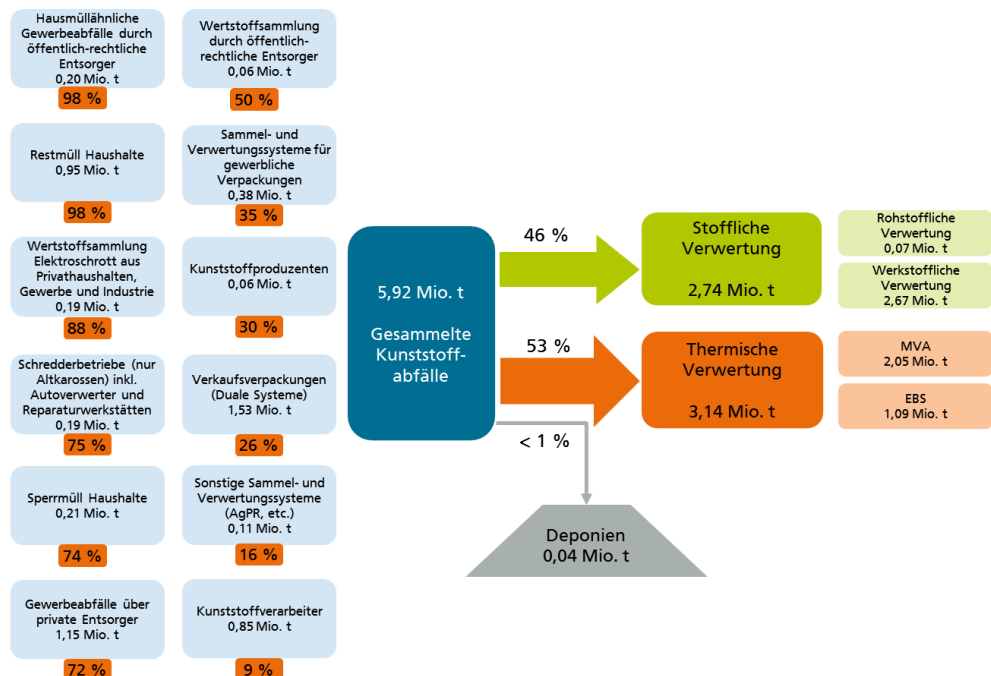 Hausmüllähnliche
Gewerbeabfälle durch
öffentlich-rechtliche
Entsorger
0,20 Mio. t
98 %
Wertstoffsammlung
durch öffentlich-
rechtliche Entsorger
0,06 Mio. t
50 %
Restmüll Haushalte
0,95 Mio. t
98 %
Sammel- und
Verwertungssysteme für
gewerbliche
Verpackungen
0,38 Mio. t
35 %
Wertstoffsammlung
Elektroschrott aus
Privathaushalten,
Gewerbe und Industrie
0,19 Mio. t
88 %
Kunststoffproduzenten
0,06 Mio. t
30 %
Schredderbetriebe (nur
Altkarossen) inkl.
Autoverwerter und
Reparaturwerkstätten
0,19 Mio. t
75 %
Verkaufsverpackungen
(Duale Systeme)
1,53 Mio. t
26 %
Sperrmüll Haushalte
0,21 Mio. t
74 %
Sonstige Sammel- und
Verwertungssysteme
(AgPR, etc.)
0,11 Mio. t
16 %
Gewerbeabfälle über
private Entsorger
1,15 Mio. t
72 %
Kunststoffverarbeiter
0,85 Mio. t
9 %
5,92 Mio. t
Gesammelte
Kunststoff-
abfälle
46 %
Stoffliche
Verwertung
2,74 Mio. t
Rohstoffliche
Verwertung
0,07 Mio. t
Werkstoffliche
Verwertung
2,67 Mio. t
53 %
Thermische
Verwertung
3,14 Mio. t
MVA
2,05 Mio. t
EBS
1,09 Mio. t
< 1 %
Deponien
0,04 Mio. t